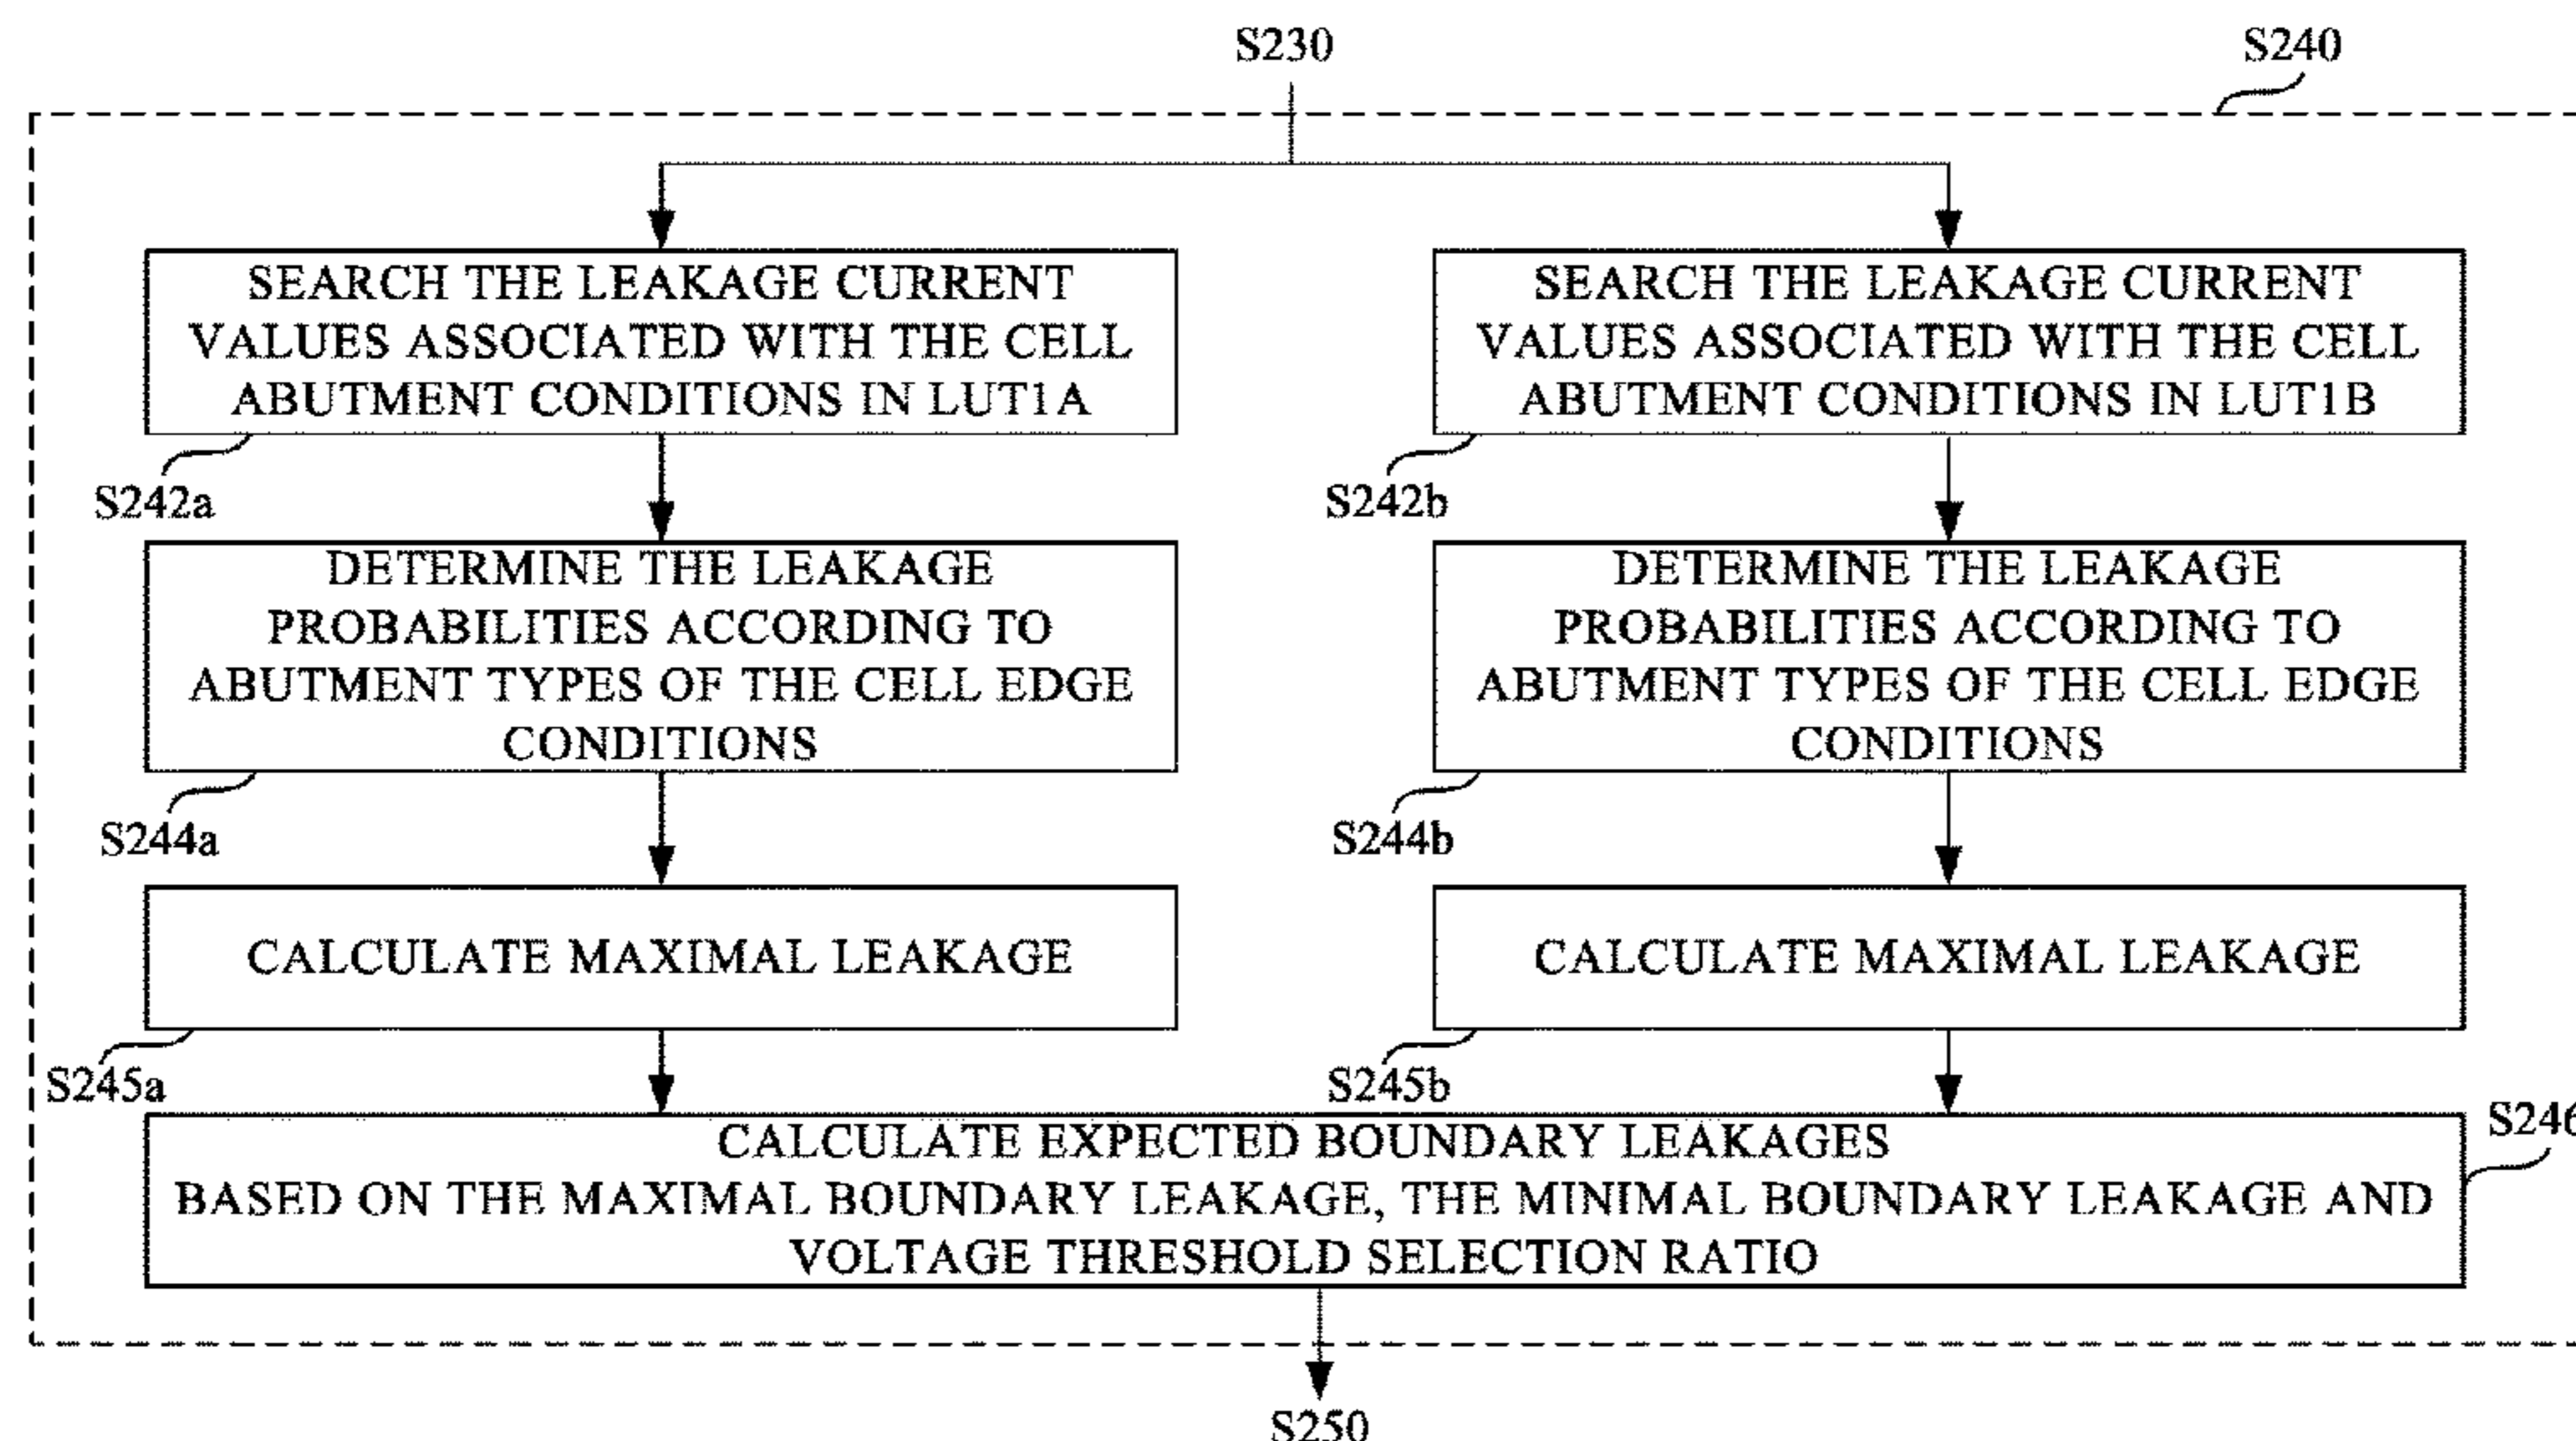 S230
S240
SEARCH THE LEAKAGE CURRENT
VALUES ASSOCIATED WITH THE CELL
ABUTMENT CONDITIONS IN LUT1A
S242a
SEARCH THE LEAKAGE CURRENT
VALUES ASSOCIATED WITH THE CELL
ABUTMENT CONDITIONS IN LUT1B
S242b
DETERMINE THE LEAKAGE
PROBABILITIES ACCORDING TO
ABUTMENT TYPES OF THE CELL EDGE
CONDITIONS
S244a
DETERMINE THE LEAKAGE
PROBABILITIES ACCORDING TO
ABUTMENT TYPES OF THE CELL EDGE
CONDITIONS
S244b
CALCULATE MAXIMAL LEAKAGE
S245a
CALCULATE MAXIMAL LEAKAGE
S245b
CALCULATE EXPECTED BOUNDARY LEAKAGES
BASED ON THE MAXIMAL BOUNDARY LEAKAGE, THE MINIMAL BOUNDARY LEAKAGE AND
VOLTAGE THRESHOLD SELECTION RATIO
S246
S250